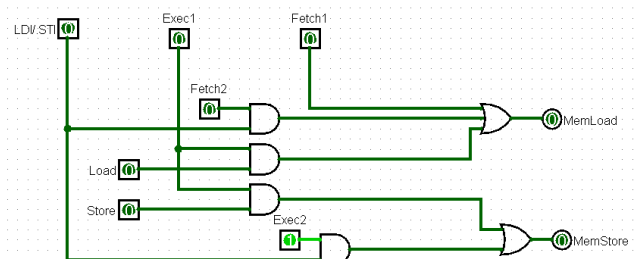 LDI/.STI 0
Exec1
0
Fetch1
0
Fetch2
0
MemLoad
0
Load 0
Store 0
Exec2
1
MemStore
0